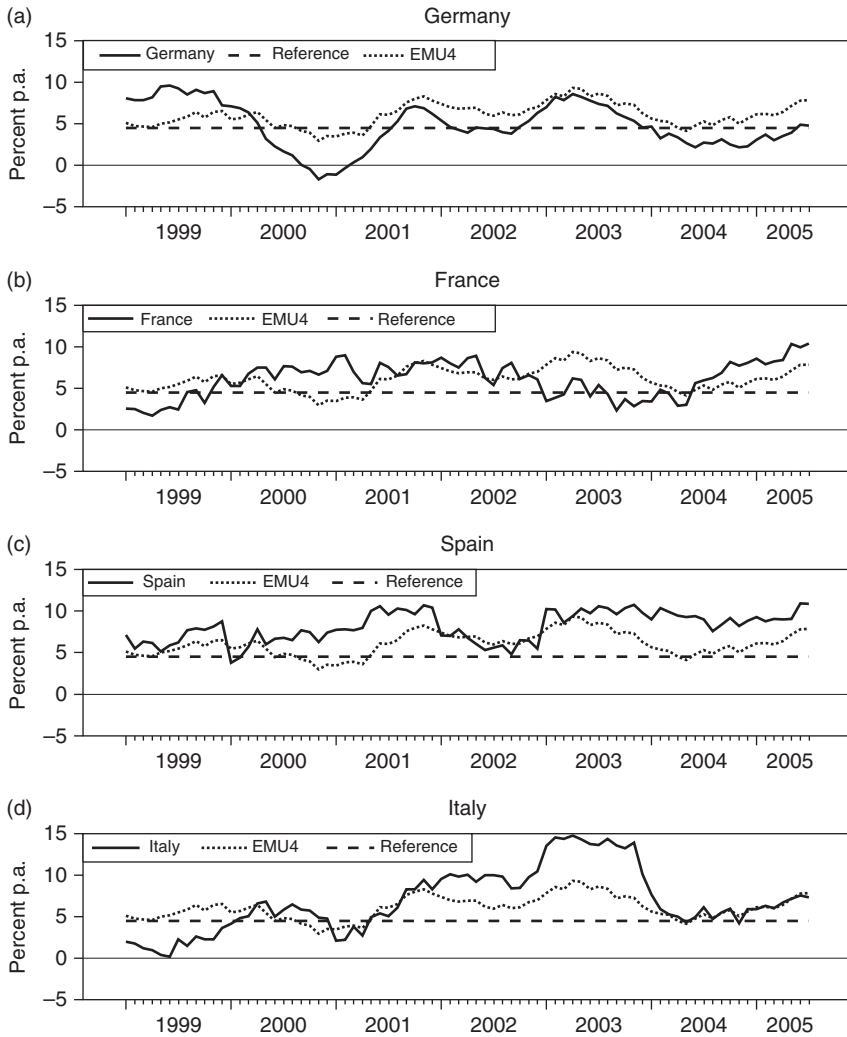 (a) Germany
Germany Reference EMU4
15
10
5
0
–5
Percent p.a.
1999 2000 2001 2002 2003 2004 2005
(b) France
France EMU4 Reference
15
10
5
0
–5
Percent p.a.
1999 2000 2001 2002 2003 2004 2005
(c) Spain
Spain EMU4 Reference
15
10
5
0
–5
Percent p.a.
1999 2000 2001 2002 2003 2004 2005
(d) Italy
Italy EMU4 Reference
15
10
5
0
–5
Percent p.a.
1999 2000 2001 2002 2003 2004 2005